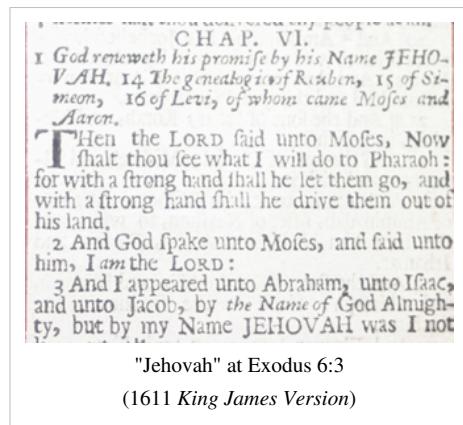 CHAP. VI.
1 God reneweth his promiſe by his Name JEHO-
VAH. 14 The genealogie of Reuben, 15 of Si-
meon, 16 of Levi, of whom came Moſes and
Aaron.
THen the LORD ſaid unto Moſes, Now
ſhalt thou ſee what I will do to Pharaoh:
for with a ſtrong hand ſhall he let them go, and
with a ſtrong hand ſhall he drive them out of
his land.
2 And God ſpake unto Moſes, and ſaid unto
him, I am the LORD:
3 And I appeared unto Abraham, unto Iſaac,
and unto Jacob, by the Name of God Almigh-
ty, but by my Name JEHOVAH was I not
"Jehovah" at Exodus 6:3
(1611 King James Version)